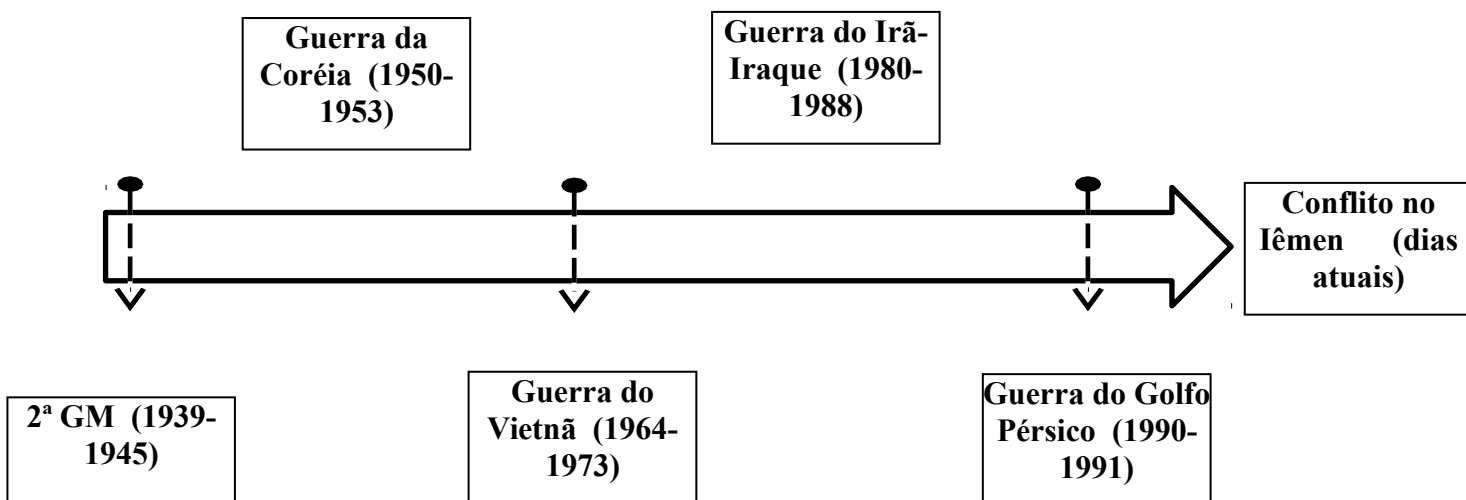 Guerra da
Coréia (1950-
1953)
Guerra do Irã-
Iraque (1980-
1988)
Conflito no
Iêmen (dias
atuais)
2ª GM (1939-
1945)
Guerra do
Vietnã (1964-
1973)
Guerra do Golfo
Pérsico (1990-
1991)